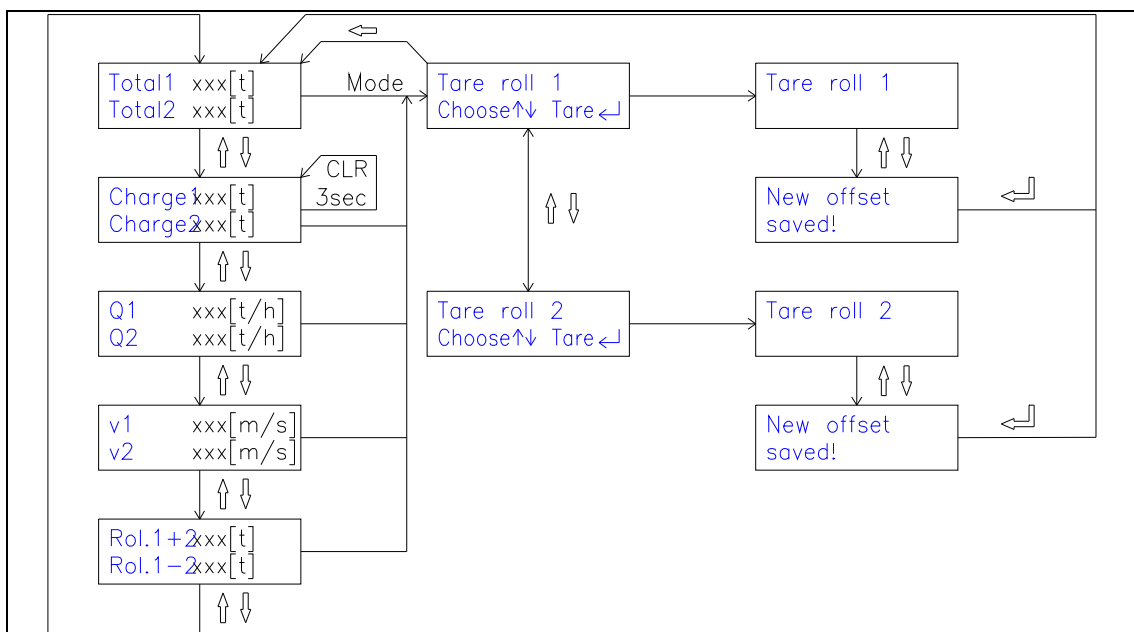 Total1 xxx[t]
Total2 xxx[t]
Mode
Tare roll 1
Choose↑↓ Tare↵
Tare roll 1
CLR
3sec
Charge1xxx[t]
Charge2xxx[t]
New offset
saved!
Q1 xxx[t/h]
Q2 xxx[t/h]
Tare roll 2
Choose↑↓ Tare↵
Tare roll 2
v1 xxx[m/s]
v2 xxx[m/s]
New offset
saved!
Rol.1+2xxx[t]
Rol.1-2xxx[t]